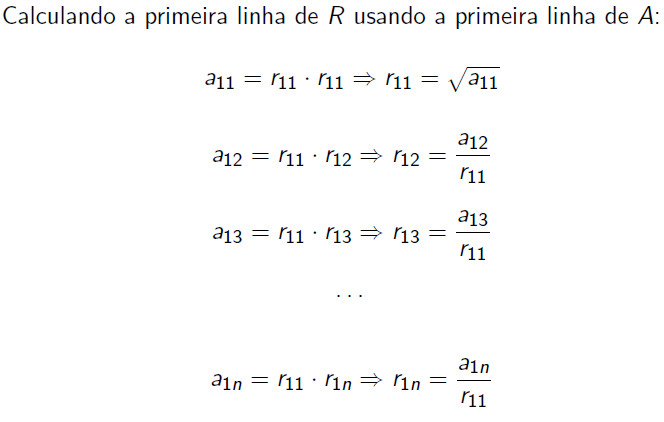 Calculando a primeira linha de R usando a primeira linha de A:
a₁₁ = r₁₁ · r₁₁ ⇒ r₁₁ = √a₁₁
a₁₂ = r₁₁ · r₁₂ ⇒ r₁₂ = a₁₂/r₁₁
a₁₃ = r₁₁ · r₁₃ ⇒ r₁₃ = a₁₃/r₁₁
...
a₁ₙ = r₁₁ · r₁ₙ ⇒ r₁ₙ = a₁ₙ/r₁₁